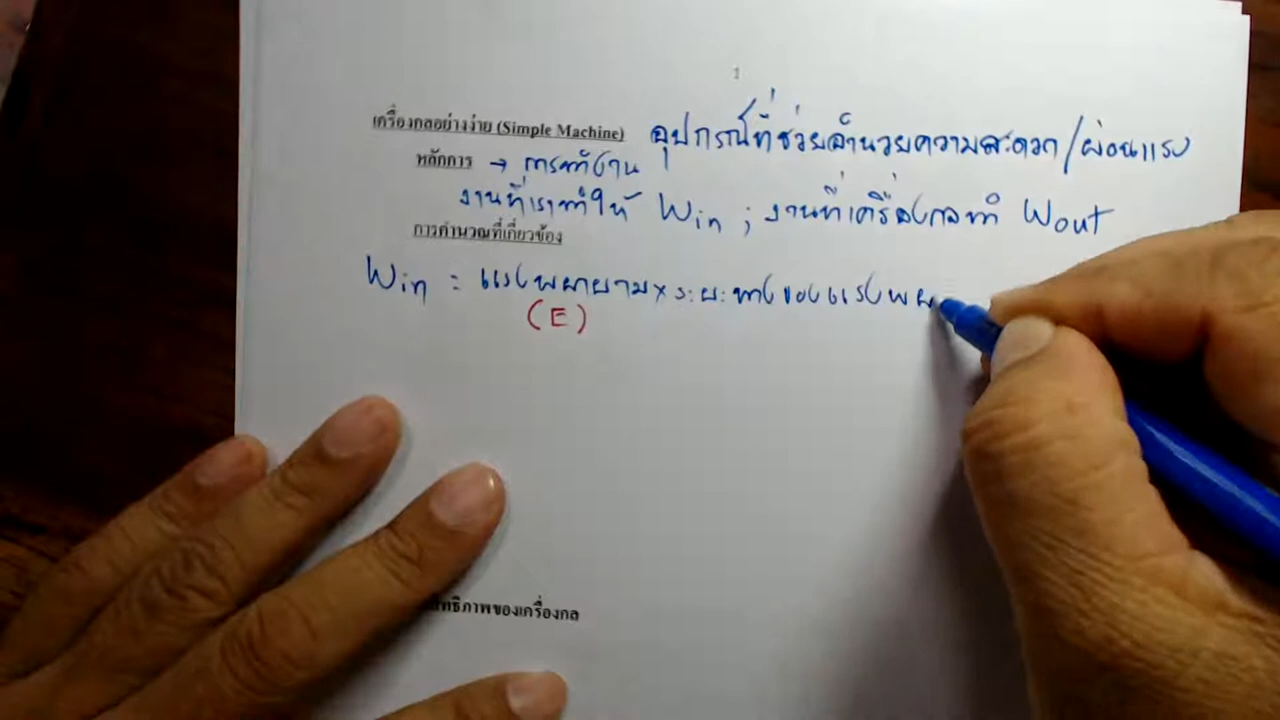 1
เครื่องกลอย่างง่าย (Simple Machine) อุปกรณ์ที่ช่วยอำนวยความสะดวก/ผ่อนแรง
หลักการ → การทำงาน
งานที่เราทำให้ Win ; งานที่เครื่องกลทำ Wout
การคำนวณที่เกี่ยวข้อง
Win = แรงพยายาม x ระยะทางของแรงพย
(E)
สิทธิภาพของเครื่องกล